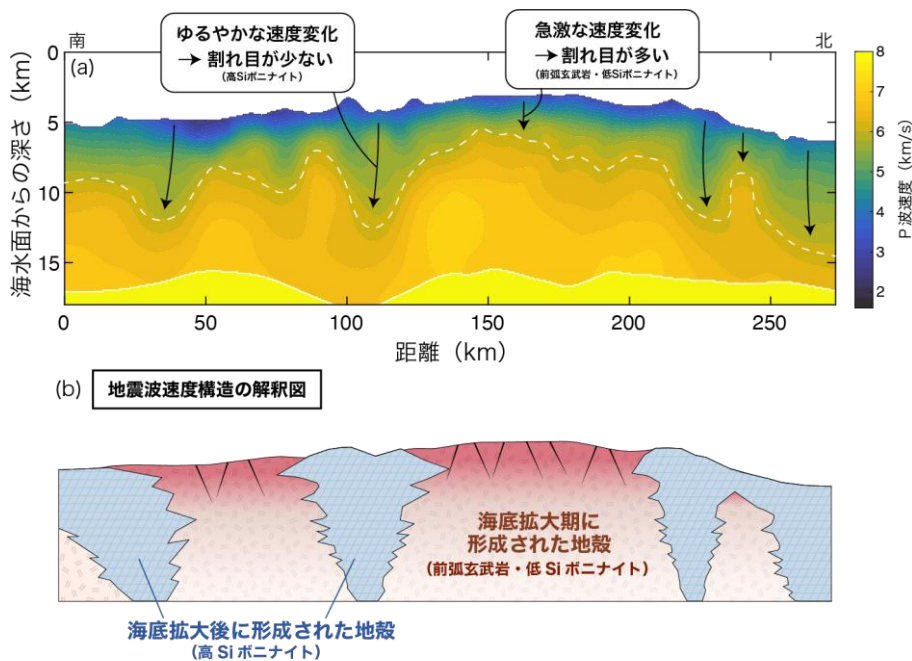 南
北
ゆるやかな速度変化
→ 割れ目が少ない
(高Siボニナイト)
急激な速度変化
→ 割れ目が多い
(前弧玄武岩・低Siボニナイト)
(a)
海水面からの深さ (km)
0
5
10
15
0
50
100
150
200
250
距離 (km)
8
7
6
5
4
3
2
P 波速度 (km/s)
(b) 地震波速度構造の解釈図
海底拡大期に
形成された地殻
(前弧玄武岩・低 Si ボニナイト)
海底拡大後に形成された地殻
(高 Si ボニナイト)